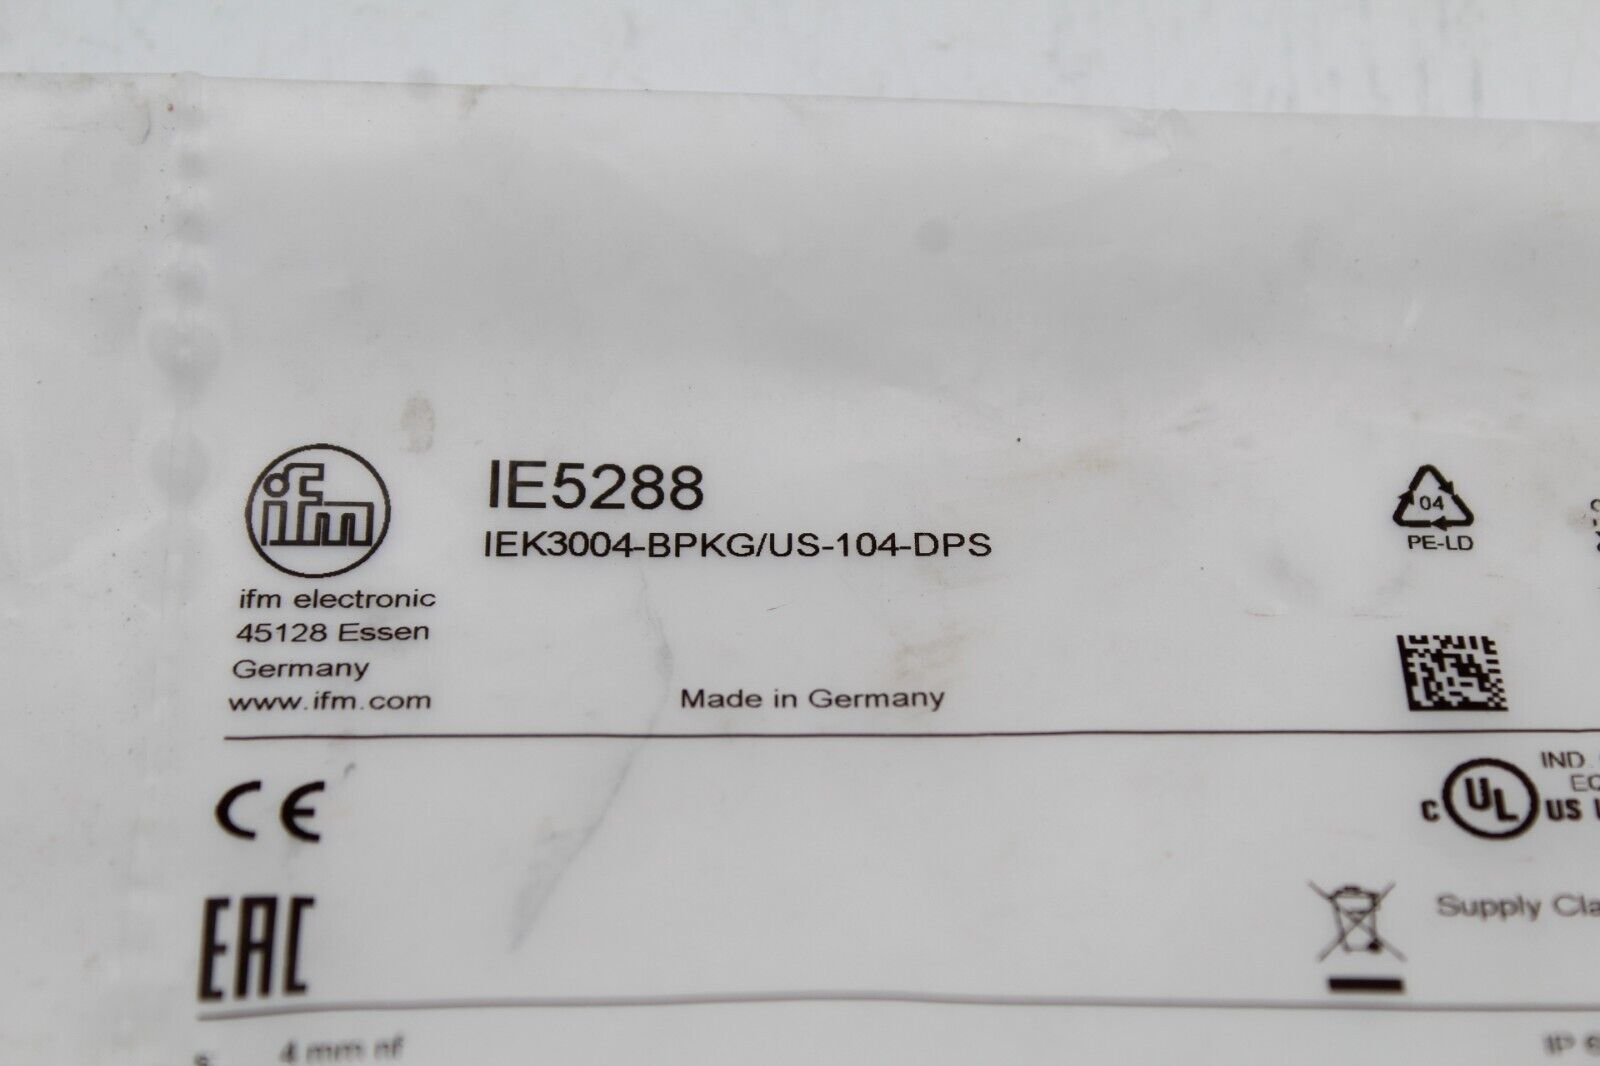 ifm
IE5288
IEK3004-BPKG/US-104-DPS
04
PE-LD
ifm electronic
45128 Essen
Germany
www.ifm.com
Made in Germany
CE
C UL US
IND.
EAC
Supply
4 mm nf
IP